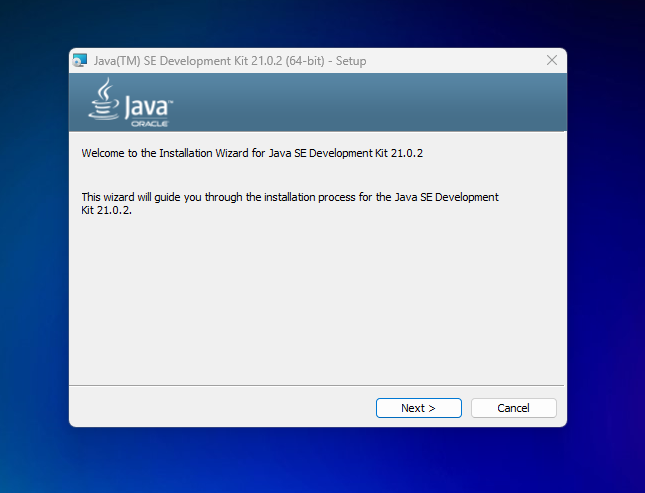 Java(TM) SE Development Kit 21.0.2 (64-bit) - Setup
Java™
ORACLE
Welcome to the Installation Wizard for Java SE Development Kit 21.0.2
This wizard will guide you through the installation process for the Java SE Development
Kit 21.0.2.
Next >
Cancel